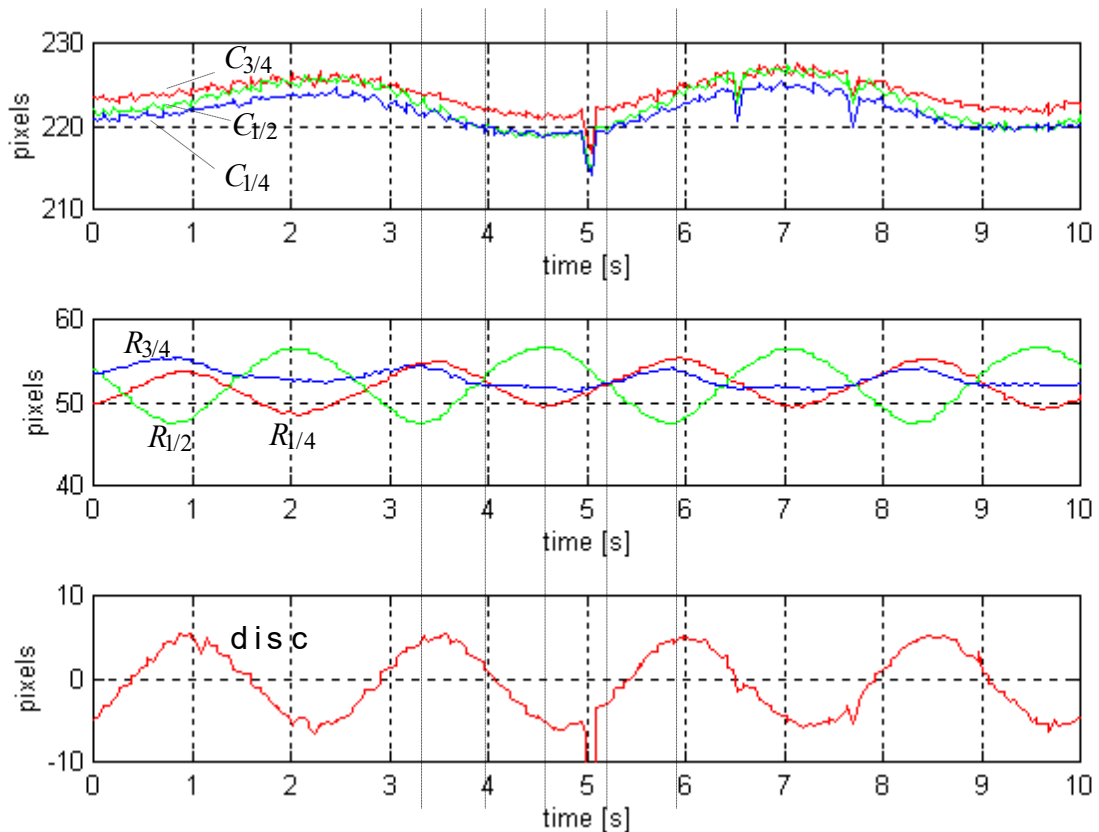 230
220
210
pixels
C3/4
C1/2
C1/4
0 1 2 3 4 5 6 7 8 9 10
time [s]
60
50
40
pixels
R3/4
R1/2
R1/4
0 1 2 3 4 5 6 7 8 9 10
time [s]
10
0
-10
pixels
disc
0 1 2 3 4 5 6 7 8 9 10
time [s]